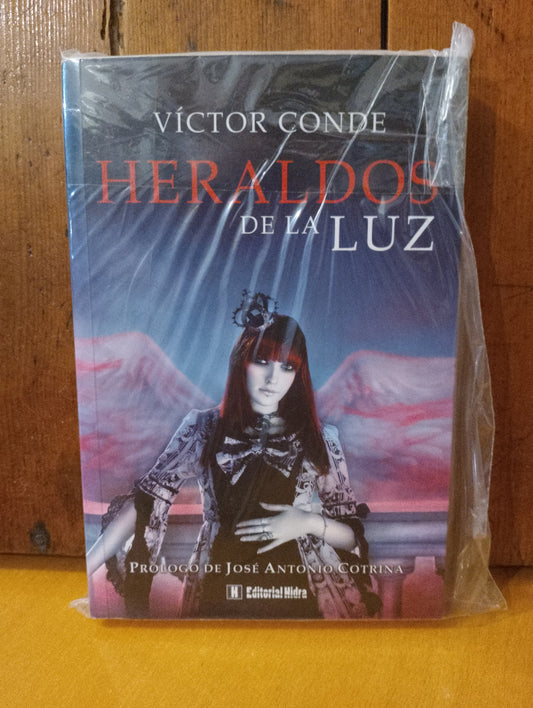 VÍCTOR CONDE
HERALDOS
DE LA LUZ
PRÓLOGO DE JOSÉ ANTONIO COTRINA
H Editorial Hidra